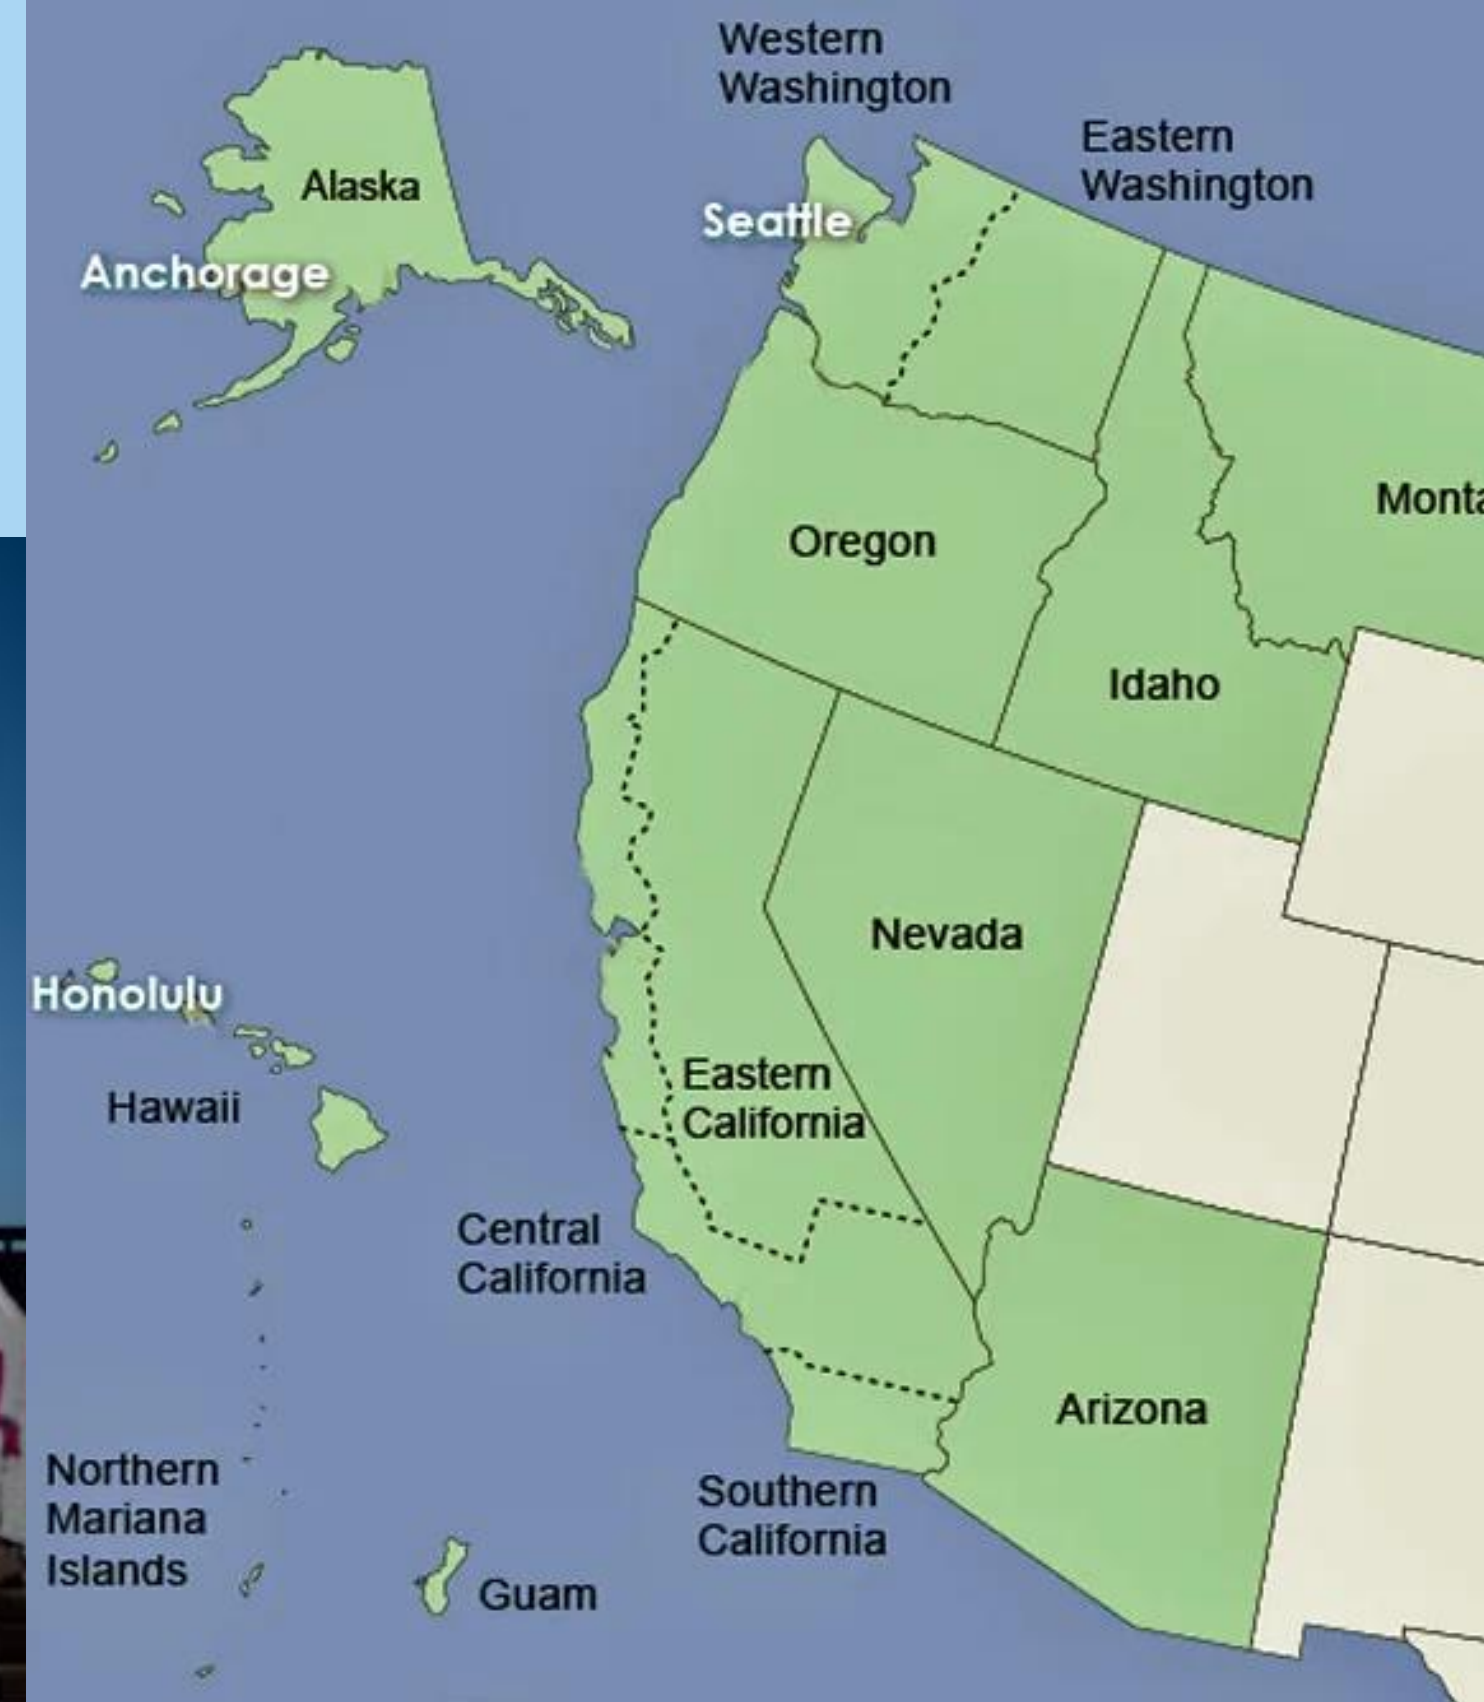 Western
Washington
Eastern
Washington
Alaska
Seattle
Anchorage
Monta
Oregon
Idaho
Nevada
Honolulu
Eastern
California
Hawaii
Central
California
Arizona
Northern
Mariana
Islands
Southern
California
Guam